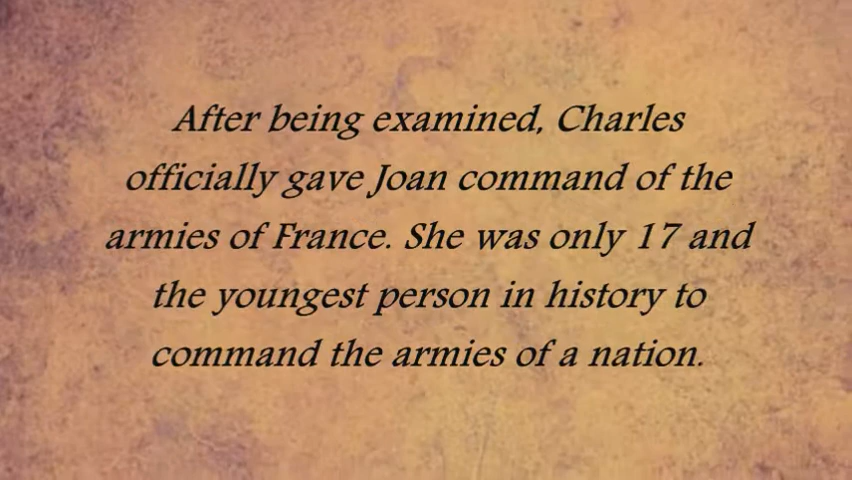 After being examined, Charles
officially gave Joan command of the
armies of France. She was only 17 and
the youngest person in history to
command the armies of a nation.